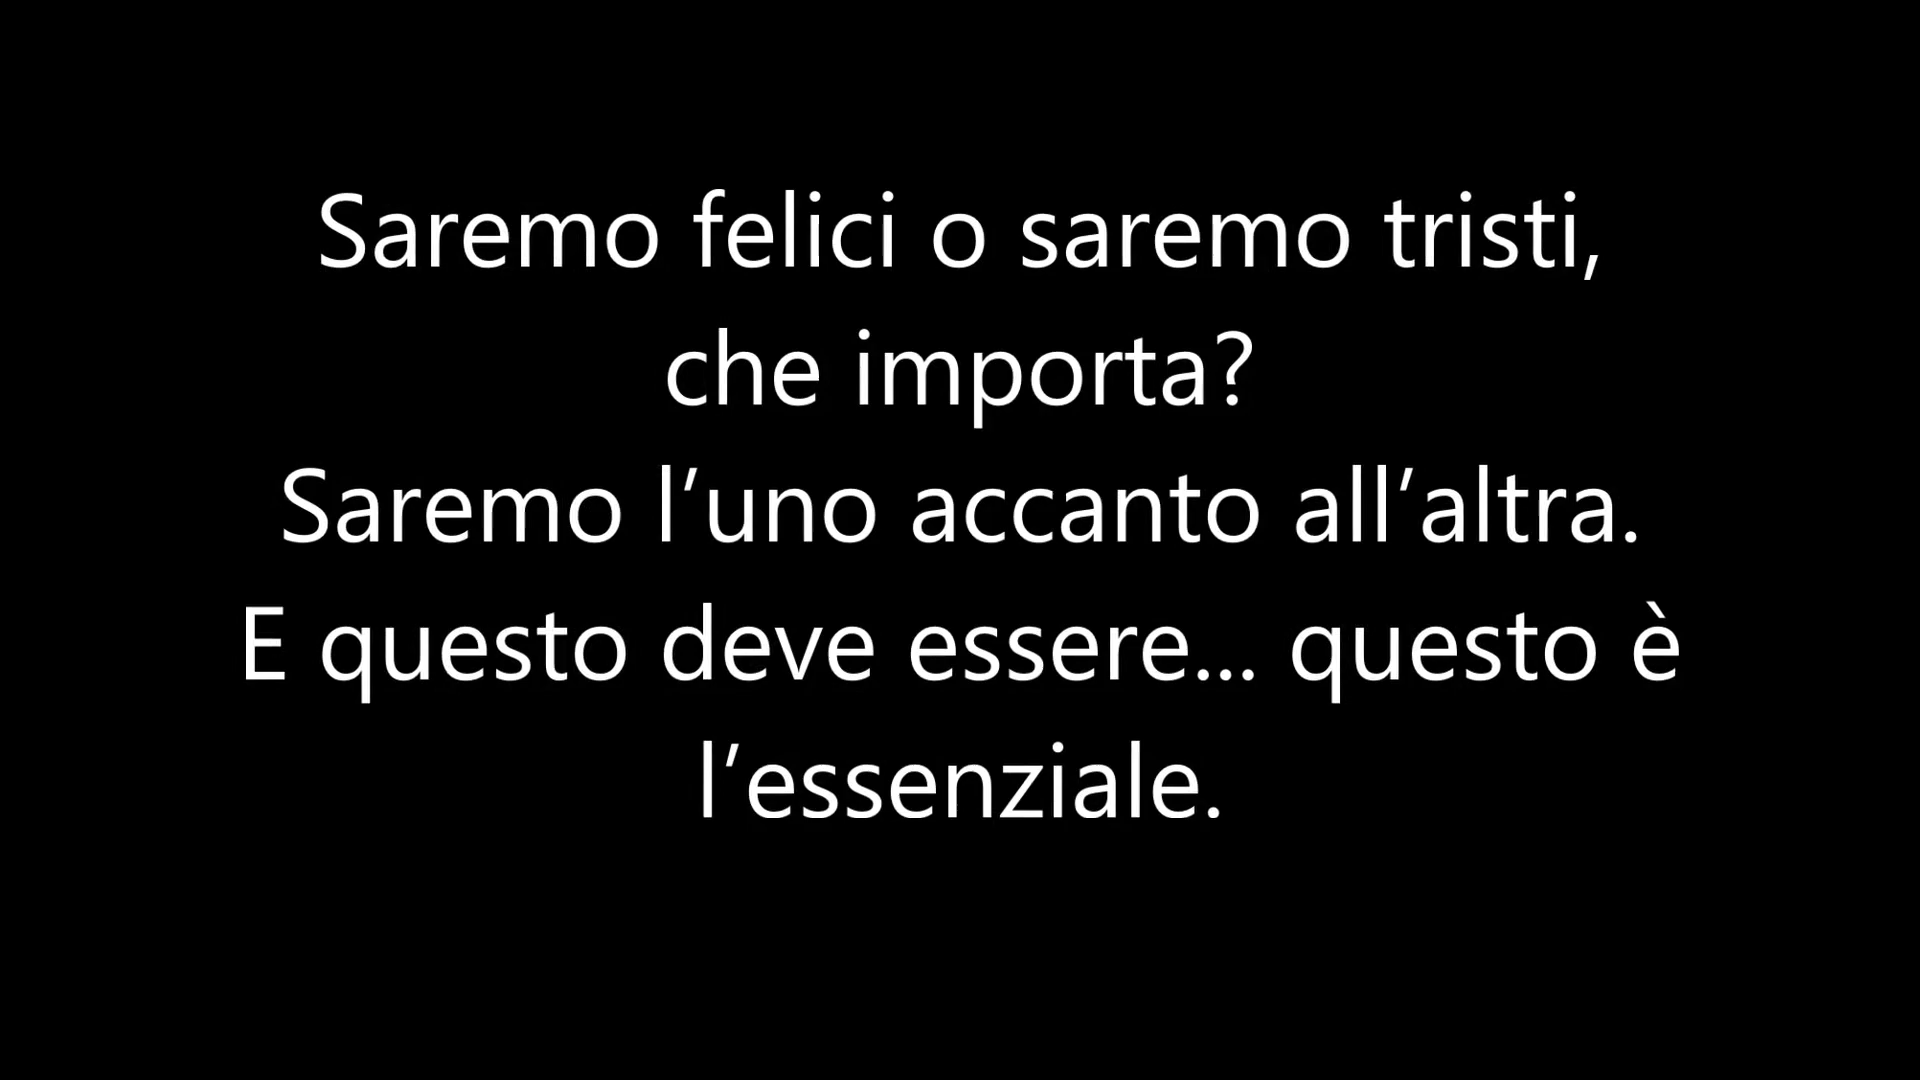 Saremo felici o saremo tristi,
che importa?
Saremo l’uno accanto all’altra.
E questo deve essere... questo è
l’essenziale.